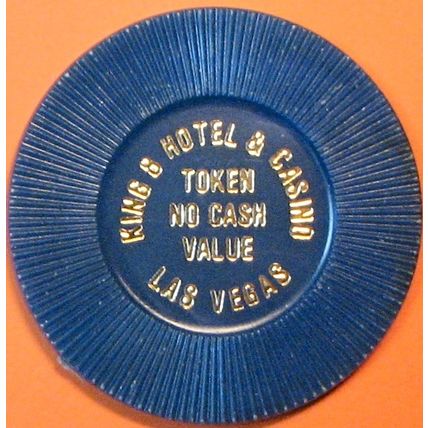 KING 8 HOTEL & CASINO
TOKEN
NO CASH
VALUE
LAS VEGAS